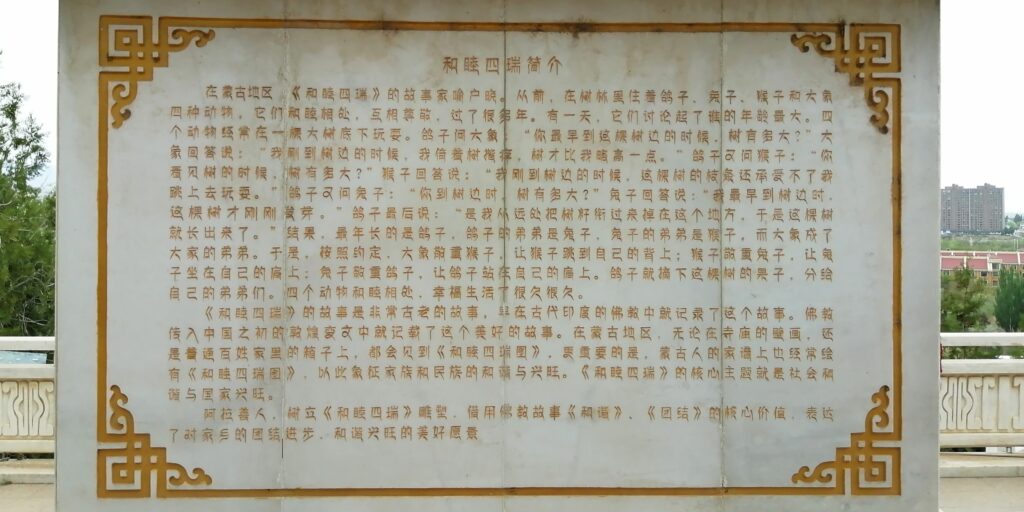 和睦四瑞简介
在蒙古地区《和睦四瑞》的故事家喻户晓。从前，在树林里住着鸽子、兔子、猴子和大象
四种动物，它们和睦相处，互相尊敬，过了很多年。有一天，它们讨论起了谁的年龄最大。四
个动物经常在一棵大树底下玩耍。鸽子问大象：“你最早到这棵树边的时候，树有多大？”大
象回答说：“我刚到树边的时候，我倚着树搔痒，树才比我略高一点。”鸽子又问猴子：“你
看见树的时候，树有多大？”猴子回答说：“我刚到树边的时候，这棵树的枝条还承受不了我
跳上去玩耍。”鸽子又问兔子：“你到树边时，树有多大？”兔子回答说：“我最早到树边时，
这棵树才刚刚发芽。”鸽子最后说：“是我从远处把树籽衔过来掉在这个地方，于是这棵树
就长出来了。”结果，最年长的是鸽子，鸽子的弟弟是兔子，兔子的弟弟是猴子，而大象成了
大家的弟弟。于是，按照约定，大象敬重猴子，让猴子跳到自己的背上；猴子敬重兔子，让兔
子坐在自己的肩上；兔子敬重鸽子，让鸽子站在自己的肩上。鸽子就摘下这棵树的果子，分给
自己的弟弟们。四个动物和睦相处，幸福生活了很久很久。
《和睦四瑞》的故事是非常古老的故事，早在古代印度的佛教中就记录了这个故事。佛教
传入中国之初的敦煌变文中就记载了这个美好的故事。在蒙古地区，无论在寺庙的壁画，还
是普通百姓家里的箱子上，都会见到《和睦四瑞图》，更重要的是，蒙古人的家谱上也经常绘
有《和睦四瑞图》，以此象征家族和民族的和谐与兴旺。《和睦四瑞》的核心主题就是社会和
谐与国家兴旺。
阿拉善人，树立《和睦四瑞》雕塑，借用佛教故事《和谐》、《团结》的核心价值，表达
了对家乡的团结进步、和谐兴旺的美好愿景